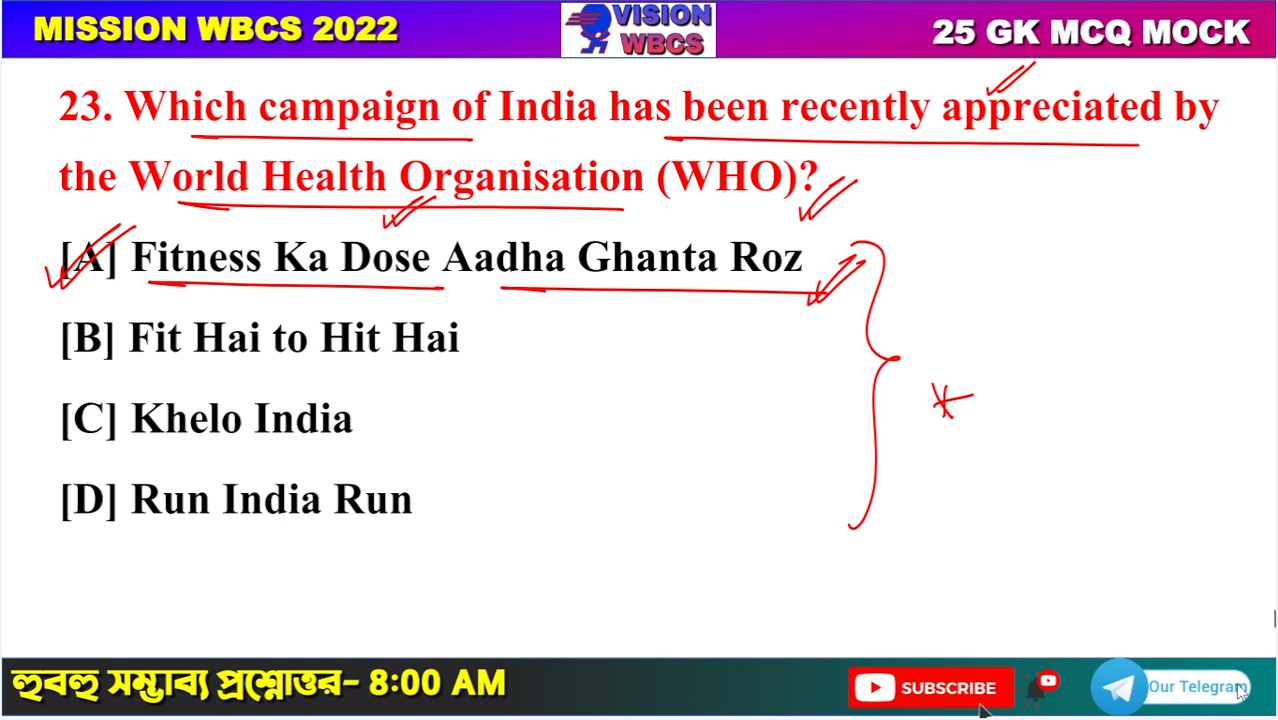 MISSION WBCS 2022
VISION
WBCS
25 GK MCQ MOCK
23. Which campaign of India has been recently appreciated by
the World Health Organisation (WHO)?
[A] Fitness Ka Dose Aadha Ghanta Roz
[B] Fit Hai to Hit Hai
[C] Khelo India
[D] Run India Run
হুবহু সম্ভাব্য প্রশ্নোত্তর- 8:00 AM
SUBSCRIBE
Our Telegram